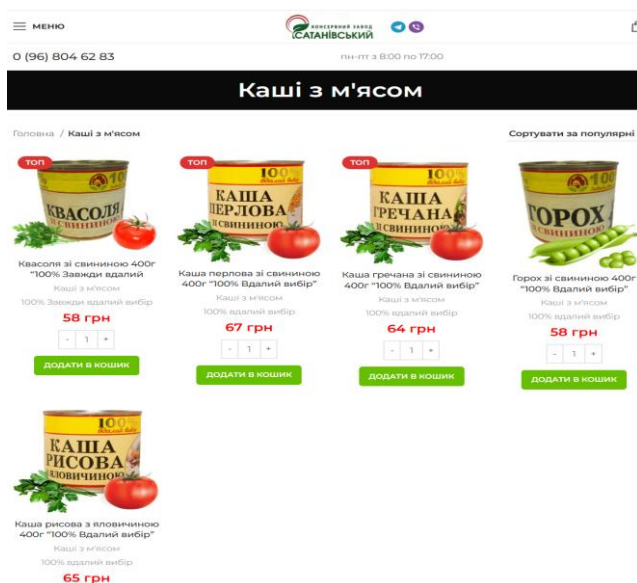 МЕНЮ
КОНСЕРВНИЙ ЗАВОД
САТАНІВСЬКИЙ
0 (96) 804 62 83
пн-пт з 8:00 по 17:00
Каші з м'ясом
Головна / Каші з м'ясом
Сортувати за популярні
ТОП
КВАСОЛЯ
СВИНИНОЮ
Квасоля зі свининою 400г
“100% Завжди вдалий
Каші з м'ясом
100% Завжди вдалий вибір
58 грн
- 1 +
ДОДАТИ В КОШИК
ТОП
100%
КАША
ПЕРЛОВА
ЗІ СВИНИНОЮ
Каша перлова зі свининою
400г “100% Вдалий вибір”
Каші з м'ясом
100% вдалий вибір
67 грн
- 1 +
ДОДАТИ В КОШИК
ТОП
100%
КАША
ГРЕЧАНА
ЗІ СВИНИНОЮ
Каша гречана зі свининою
400г “100% Вдалий вибір”
Каші з м'ясом
100% вдалий вибір
64 грн
- 1 +
ДОДАТИ В КОШИК
100
ГОРОХ
СВИНИНОЮ
Горох зі свининою 400г
“100% Вдалий вибір”
Каші з м'ясом
100% вдалий вибір
58 грн
- 1 +
ДОДАТИ В КОШИК
100%
КАША
РИСОВА
ЯЛОВИЧИНОЮ
Каша рисова з яловичиною
400г “100% Вдалий вибір”
Каші з м'ясом
100% вдалий вибір
65 грн